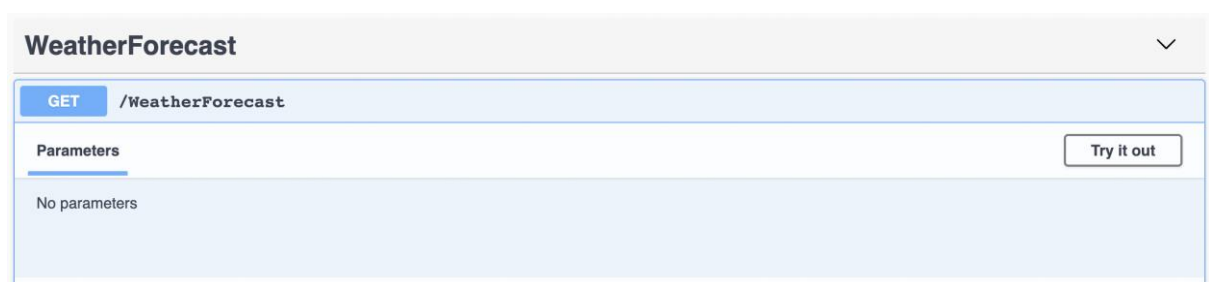 WeatherForecast
GET /WeatherForecast
Parameters Try it out
No parameters